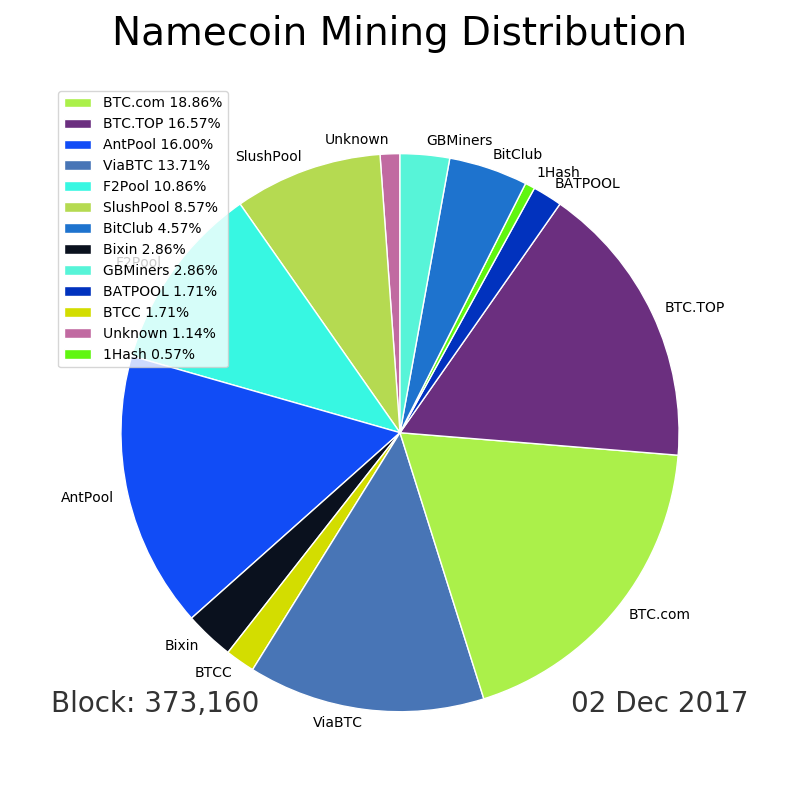 Namecoin Mining Distribution
BTC.com 18.86%
BTC.TOP 16.57%
AntPool 16.00%
ViaBTC 13.71%
F2Pool 10.86%
SlushPool 8.57%
BitClub 4.57%
Bixin 2.86%
GBMiners 2.86%
BATPOOL 1.71%
BTCC 1.71%
Unknown 1.14%
1Hash 0.57%
Unknown
GBMiners
SlushPool
BitClub
1Hash
BATPOOL
F2Pool
BTC.TOP
AntPool
BTC.com
Bixin
BTCC
ViaBTC
Block: 373,160
02 Dec 2017